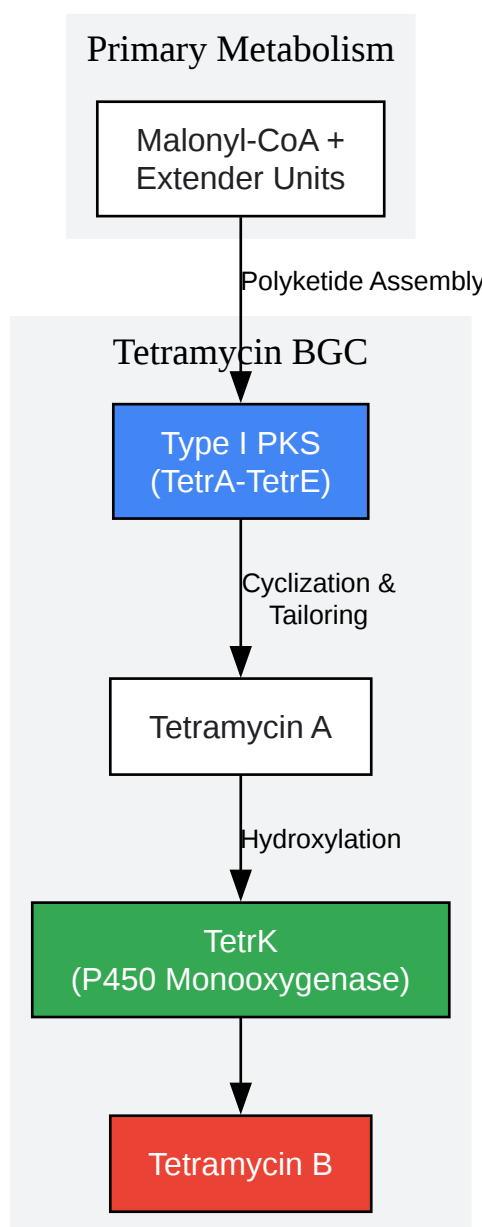 Primary Metabolism
Malonyl-CoA +
Extender Units
Polyketide Assembly
Tetramycin BGC
Type I PKS
(TetrA-TetrE)
Cyclization &
Tailoring
Tetramycin A
Hydroxylation
TetrK
(P450 Monooxygenase)
Tetramycin B